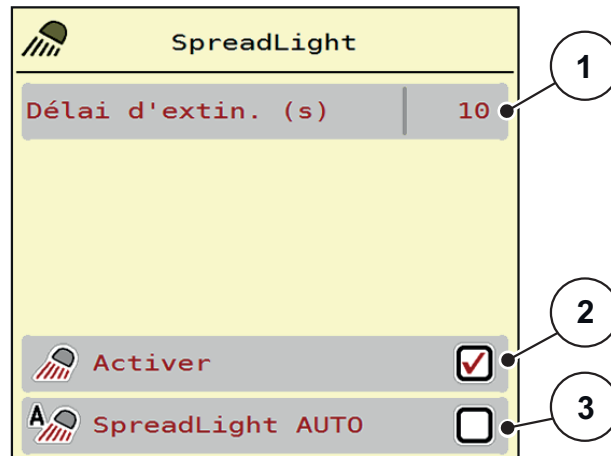 SpreadLight
1
Délai d'extin. (s) 10
2
Activer
3
A SpreadLight AUTO